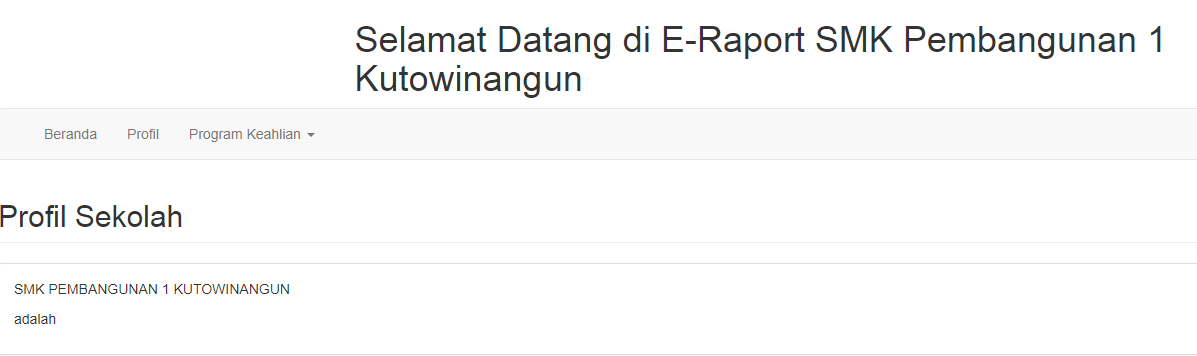 Selamat Datang di E-Raport SMK Pembangunan 1
Kutowinangun
Beranda Profil Program Keahlian
Profil Sekolah
SMK PEMBANGUNAN 1 KUTOWINANGUN
adalah